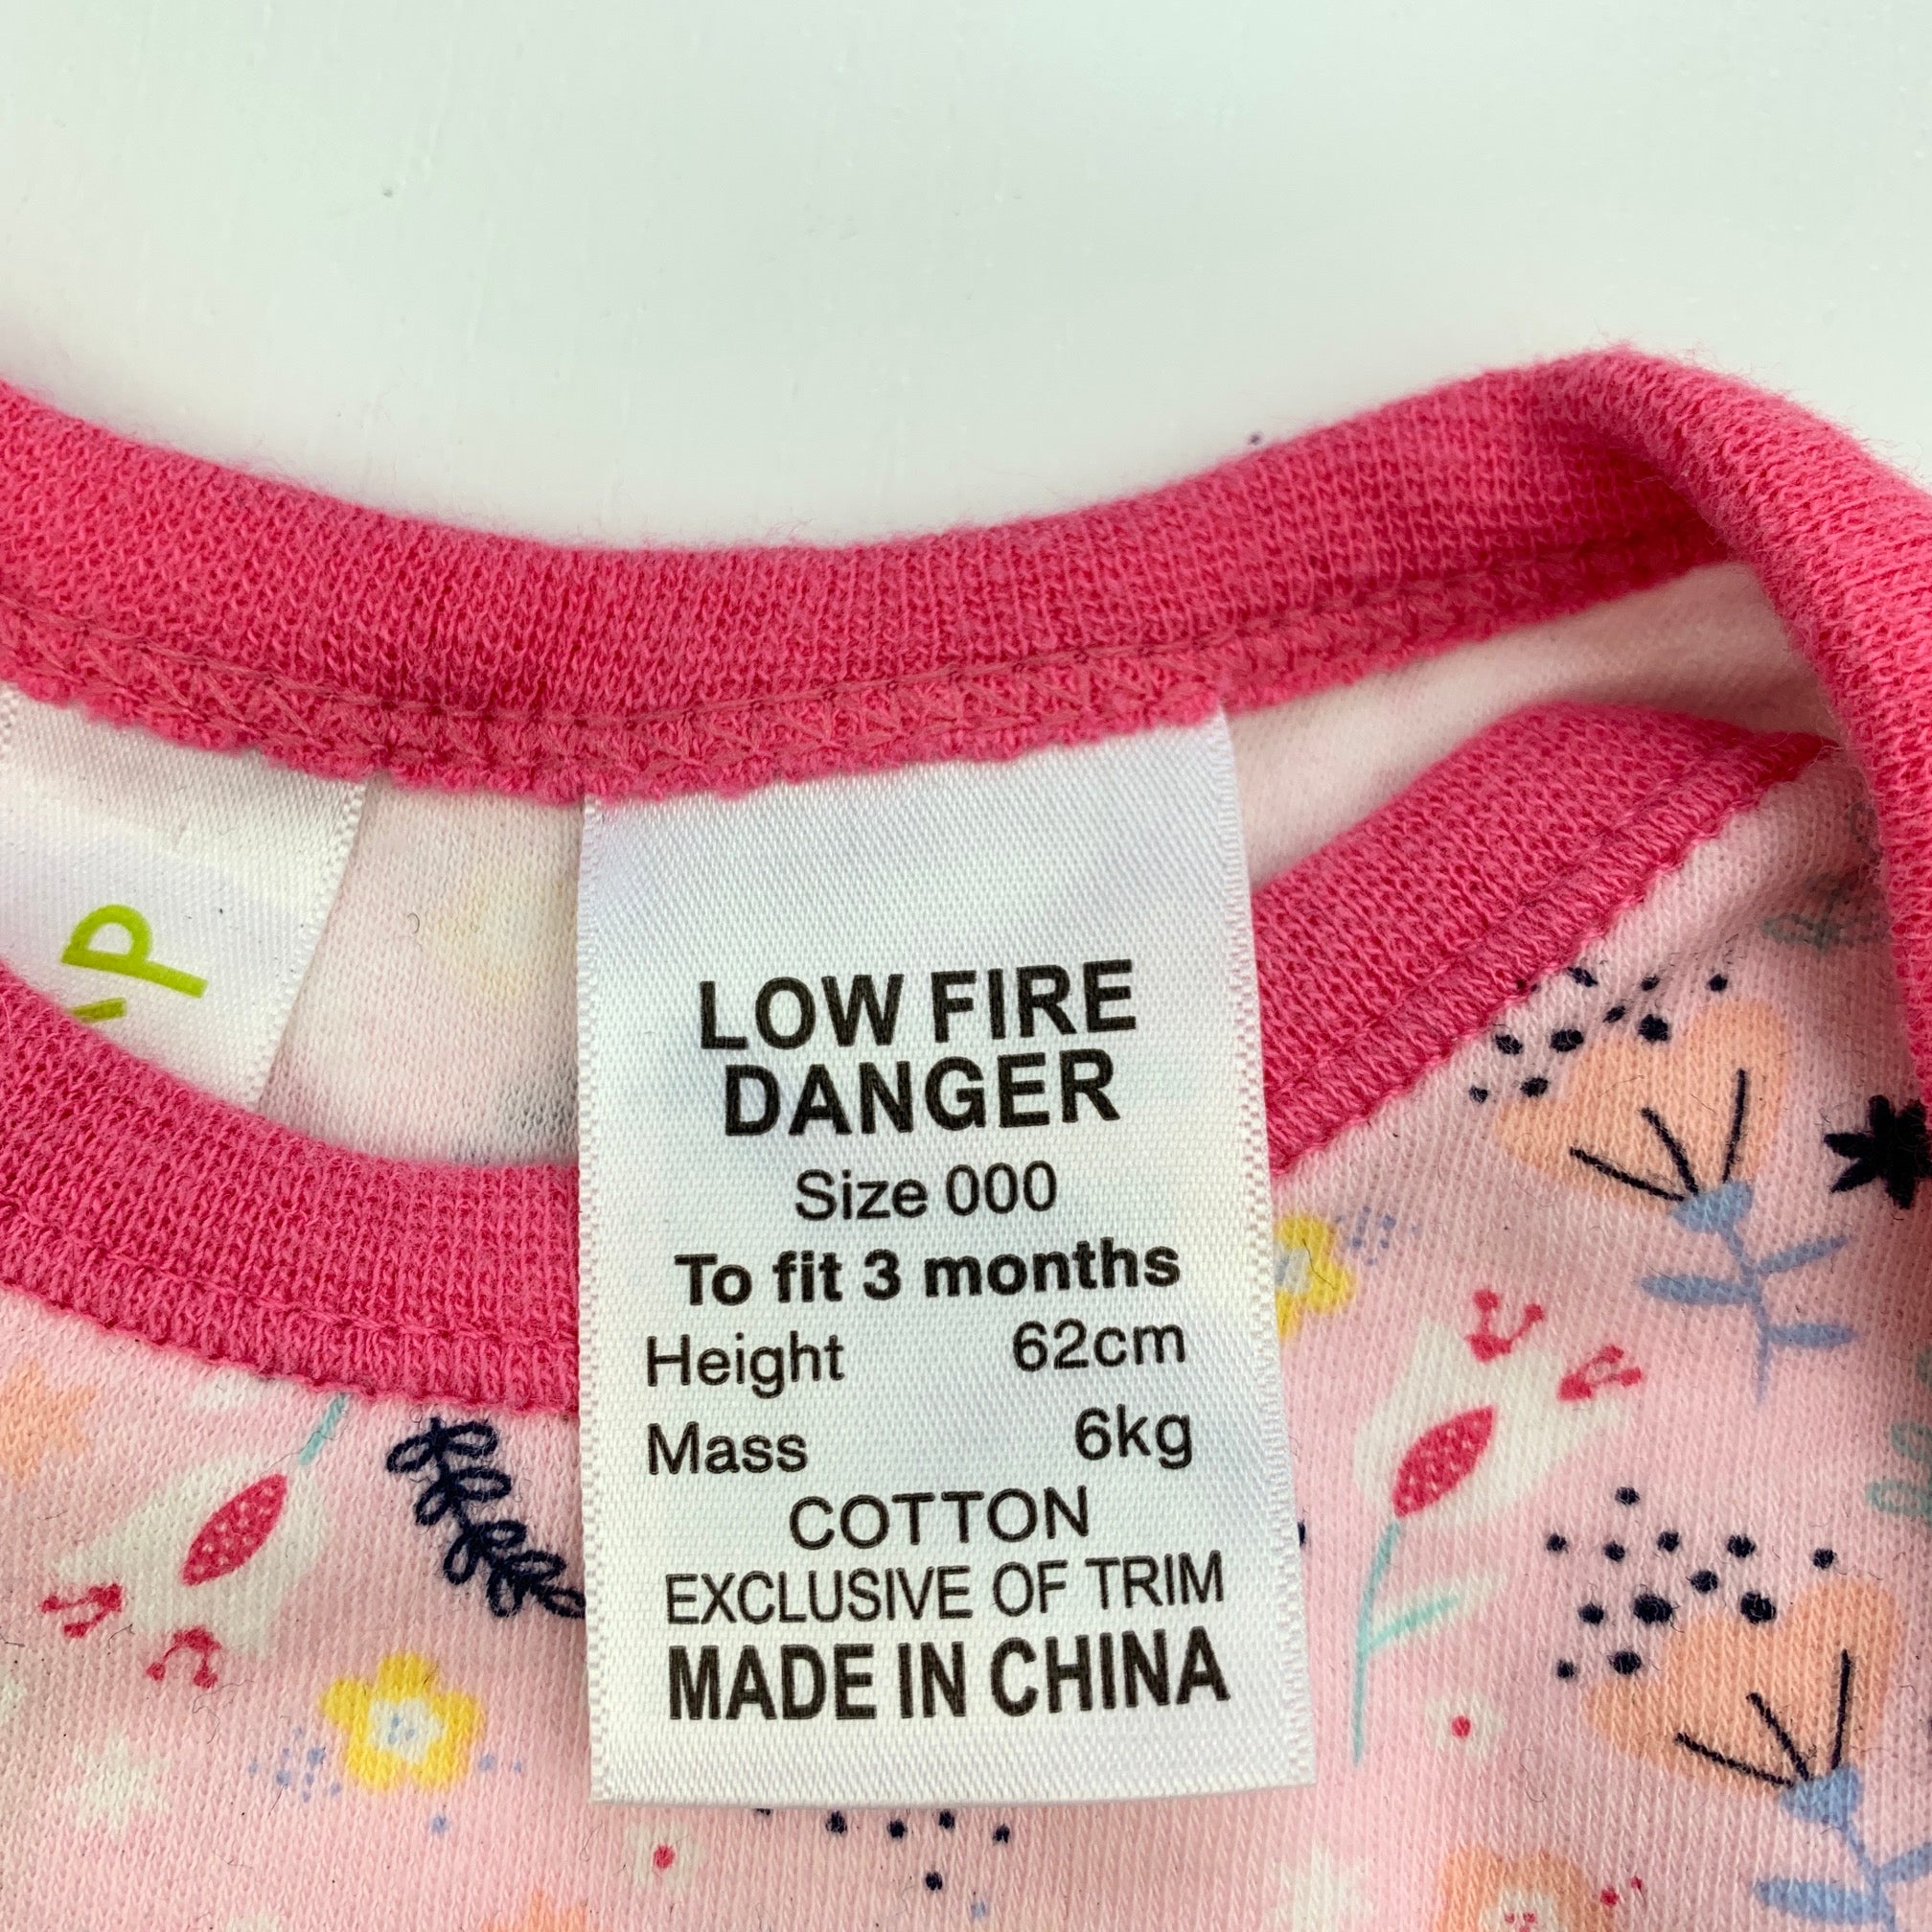 LOW FIRE
DANGER
Size 000
To fit 3 months
Height 62cm
Mass 6kg
COTTON
EXCLUSIVE OF TRIM
MADE IN CHINA